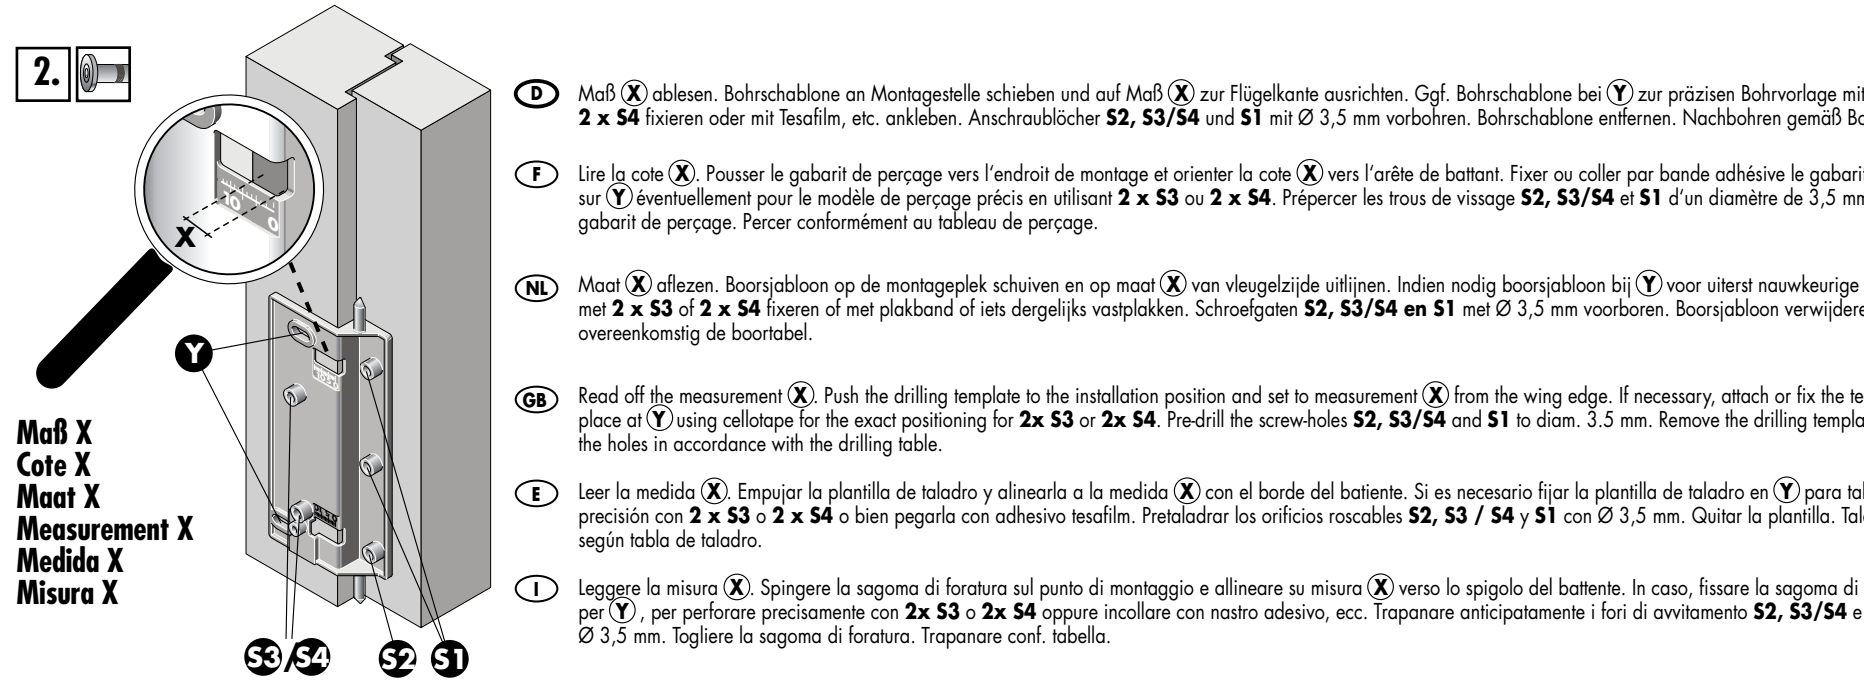 2.
10
0
X
Y
10 5 0
Maß X
Cote X
Maat X
Measurement X
Medida X
Misura X
S3/S4
S2
S1
D
Maß X ablesen. Bohrschablone an Montagestelle schieben und auf Maß X zur Flügelkante ausrichten. Ggf. Bohrschablone bei Y zur präzisen Bohrvorlage mit
2 x S4 fixieren oder mit Tesafilm, etc. ankleben. Anschraublöcher S2, S3/S4 und S1 mit Ø 3,5 mm vorbohren. Bohrschablone entfernen. Nachbohren gemäß Bo
F
Lire la cote X. Pousser le gabarit de perçage vers l'endroit de montage et orienter la cote X vers l'arête de battant. Fixer ou coller par bande adhésive le gabarit
sur Y éventuellement pour le modèle de perçage précis en utilisant 2 x S3 ou 2 x S4. Prépercer les trous de vissage S2, S3/S4 et S1 d'un diamètre de 3,5 mm
gabarit de perçage. Percer conformément au tableau de perçage.
NL
Maat X aflezen. Boorsjabloon op de montageplek schuiven en op maat X van vleugelzijde uitlijnen. Indien nodig boorsjabloon bij Y voor uiterst nauwkeurige
met 2 x S3 of 2 x S4 fixeren of met plakband of iets dergelijks vastplakken. Schroefgaten S2, S3/S4 en S1 met Ø 3,5 mm voorboren. Boorsjabloon verwijdere
overeenkomstig de boortabel.
GB
Read off the measurement X. Push the drilling template to the installation position and set to measurement X from the wing edge. If necessary, attach or fix the te
place at Y using cellotape for the exact positioning for 2x S3 or 2x S4. Pre-drill the screw-holes S2, S3/S4 and S1 to diam. 3.5 mm. Remove the drilling templa
the holes in accordance with the drilling table.
E
Leer la medida X. Empujar la plantilla de taladro y alinearla a la medida X con el borde del batiente. Si es necesario fijar la plantilla de taladro en Y para tal
precisión con 2 x S3 o 2 x S4 o bien pegarla con adhesivo tesafilm. Pretaladrar los orificios roscables S2, S3 / S4 y S1 con Ø 3,5 mm. Quitar la plantilla. Tala
según tabla de taladro.
I
Leggere la misura X. Spingere la sagoma di foratura sul punto di montaggio e allineare su misura X verso lo spigolo del battente. In caso, fissare la sagoma di
per Y , per perforare precisamente con 2x S3 o 2x S4 oppure incollare con nastro adesivo, ecc. Trapanare anticipatamente i fori di avvitamento S2, S3/S4 e
Ø 3,5 mm. Togliere la sagoma di foratura. Trapanare conf. tabella.